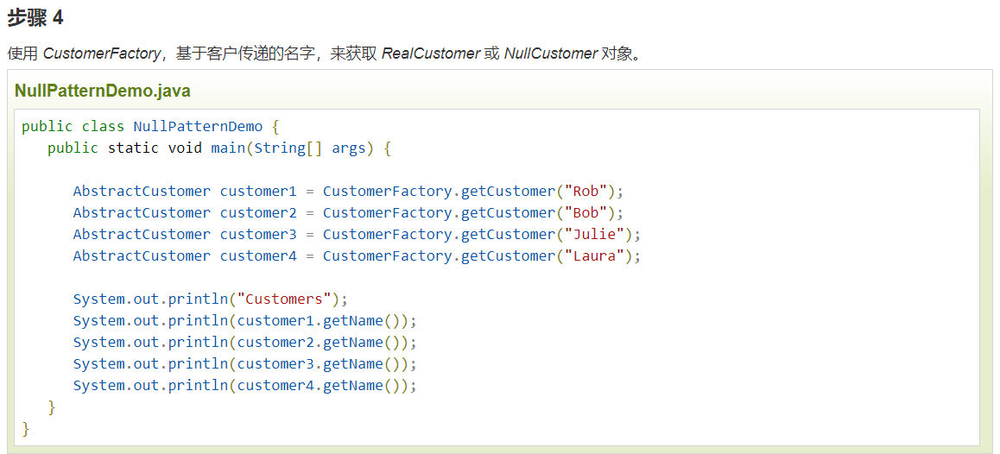 步骤 4
使用 CustomerFactory，基于客户传递的名字，来获取 RealCustomer 或 NullCustomer 对象。
NullPatternDemo.java
public class NullPatternDemo {
   public static void main(String[] args) {

      AbstractCustomer customer1 = CustomerFactory.getCustomer("Rob");
      AbstractCustomer customer2 = CustomerFactory.getCustomer("Bob");
      AbstractCustomer customer3 = CustomerFactory.getCustomer("Julie");
      AbstractCustomer customer4 = CustomerFactory.getCustomer("Laura");

      System.out.println("Customers");
      System.out.println(customer1.getName());
      System.out.println(customer2.getName());
      System.out.println(customer3.getName());
      System.out.println(customer4.getName());
   }
}